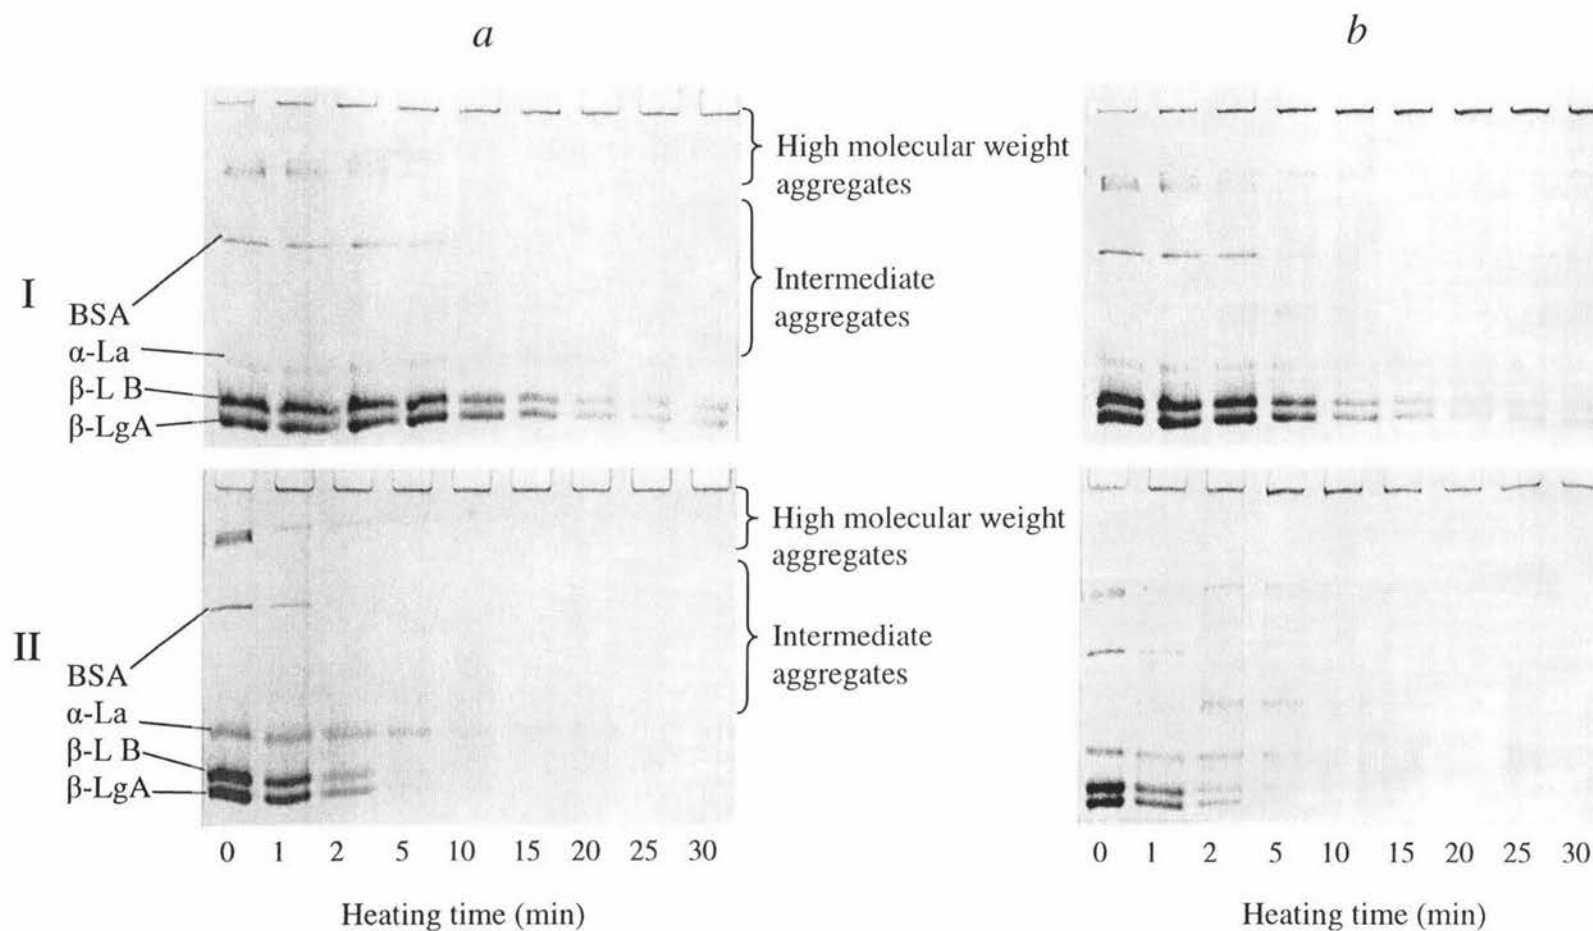 a
b
High molecular weight
aggregates
Intermediate
aggregates
I
BSA
α-La
β-L B
β-LgA
High molecular weight
aggregates
Intermediate
aggregates
II
BSA
α-La
β-L B
β-LgA
0 1 2 5 10 15 20 25 30
0 1 2 5 10 15 20 25 30
Heating time (min)
Heating time (min)